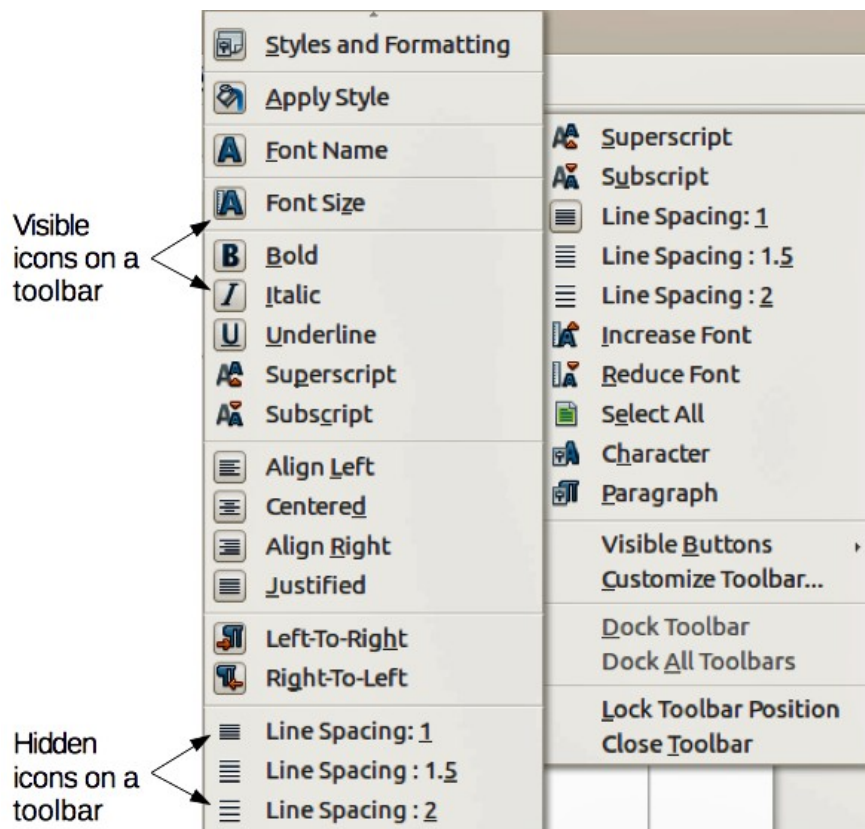 Styles and Formatting
Apply Style
Font Name
Font Size
Bold
Italic
Underline
Superscript
Subscript
Align Left
Centered
Align Right
Justified
Left-To-Right
Right-To-Left
Line Spacing: 1
Line Spacing : 1.5
Line Spacing : 2
Superscript
Subscript
Line Spacing: 1
Line Spacing : 1.5
Line Spacing : 2
Increase Font
Reduce Font
Select All
Character
Paragraph
Visible Buttons
Customize Toolbar...
Dock Toolbar
Dock All Toolbars
Lock Toolbar Position
Close Toolbar
Visible
icons on a
toolbar
Hidden
icons on a
toolbar